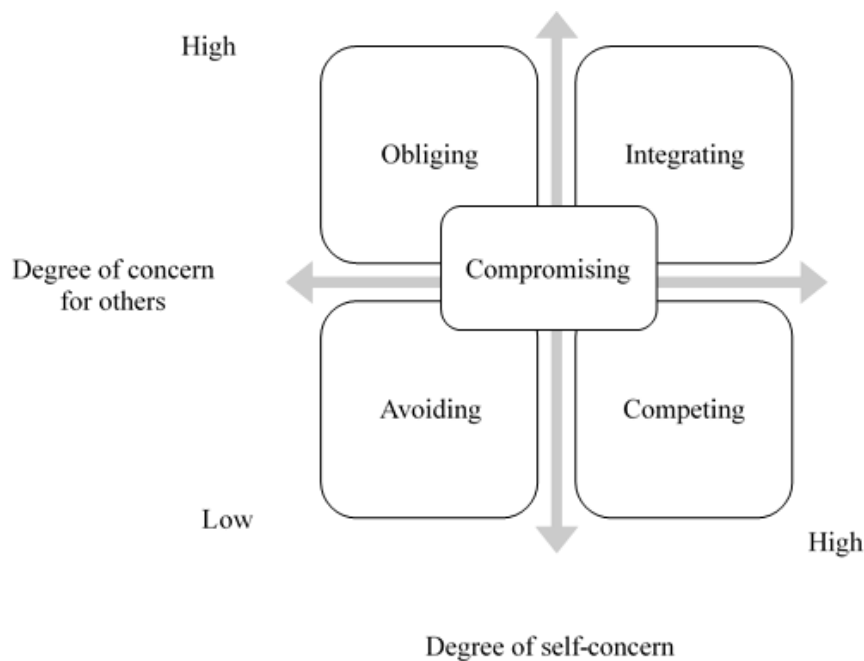 High
Obliging
Integrating
Degree of concern
for others
Compromising
Avoiding
Competing
Low
High
Degree of self-concern